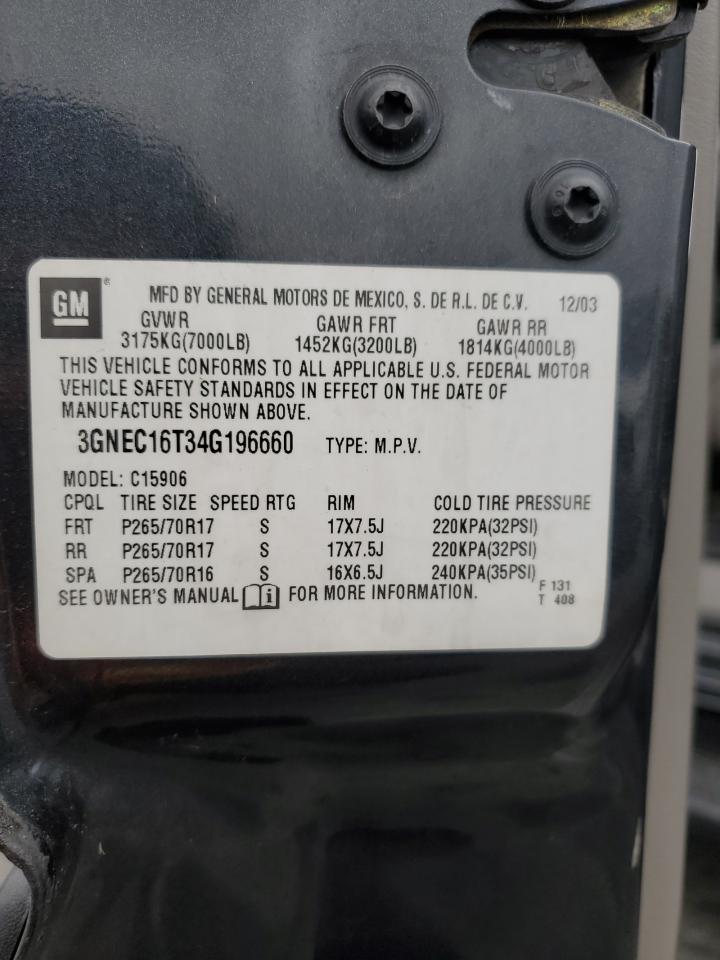 GM ® MFD BY GENERAL MOTORS DE MEXICO, S. DE R.L. DE C.V. 12/03
GVWR GAWR FRT GAWR RR
3175KG(7000LB) 1452KG(3200LB) 1814KG(4000LB)
THIS VEHICLE CONFORMS TO ALL APPLICABLE U.S. FEDERAL MOTOR
VEHICLE SAFETY STANDARDS IN EFFECT ON THE DATE OF
MANUFACTURE SHOWN ABOVE.
3GNEC16T34G196660 TYPE: M.P.V.
MODEL: C15906
CPQL TIRE SIZE SPEED RTG RIM COLD TIRE PRESSURE
FRT P265/70R17 S 17X7.5J 220KPA(32PSI)
RR P265/70R17 S 17X7.5J 220KPA(32PSI)
SPA P265/70R16 S 16X6.5J 240KPA(35PSI)
SEE OWNER'S MANUAL i FOR MORE INFORMATION. F 131
T 408